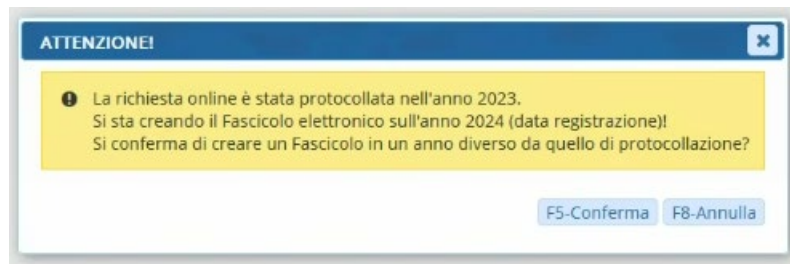 ATTENZIONE!
La richiesta online è stata protocollata nell'anno 2023.
Si sta creando il Fascicolo elettronico sull'anno 2024 (data registrazione)!
Si conferma di creare un Fascicolo in un anno diverso da quello di protocollazione?
F5-Conferma F8-Annulla